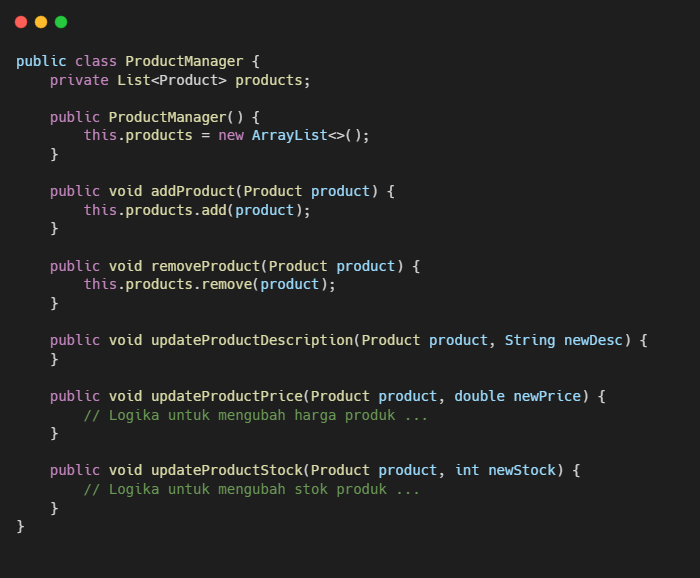 public class ProductManager {
    private List<Product> products;

    public ProductManager() {
        this.products = new ArrayList<>();
    }

    public void addProduct(Product product) {
        this.products.add(product);
    }

    public void removeProduct(Product product) {
        this.products.remove(product);
    }

    public void updateProductDescription(Product product, String newDesc) {
    }

    public void updateProductPrice(Product product, double newPrice) {
        // Logika untuk mengubah harga produk ...
    }

    public void updateProductStock(Product product, int newStock) {
        // Logika untuk mengubah stok produk ...
    }
}